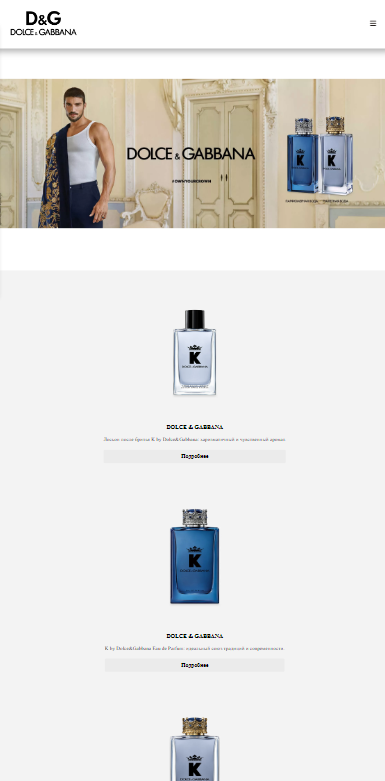 D&G
DOLCE & GABBANA
DOLCE & GABBANA
K
K
K
DOLCE & GABBANA
DOLCE & GABBANA
Лосьон после бритья K by Dolce&Gabbana: харизматичный и чувственный аромат.
Подробнее
K
DOLCE & GABBANA
K by Dolce&Gabbana Eau de Parfum: идеальный союз традиций и современности.
Подробнее
K